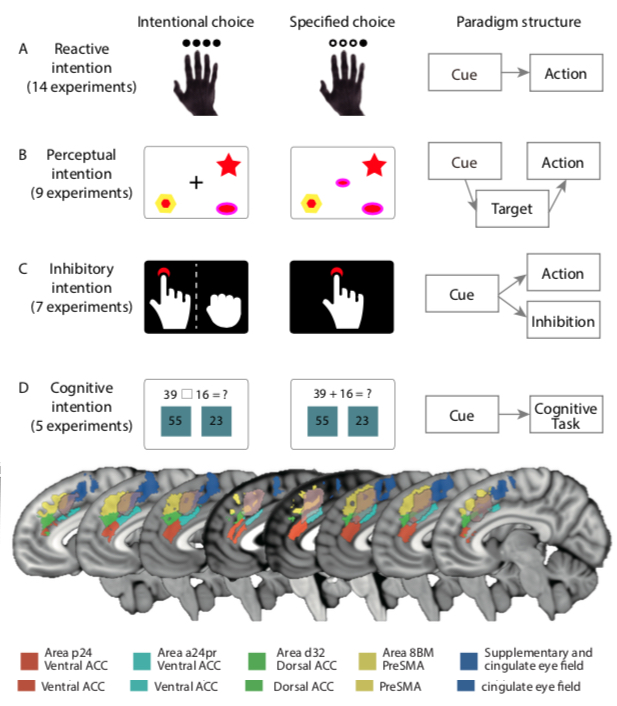 Intentional choice
Specified choice
Paradigm structure
A Reactive
intention
(14 experiments)
Cue
Action
B Perceptual
intention
(9 experiments)
Cue
Action
Target
C Inhibitory
intention
(7 experiments)
Cue
Action
Inhibition
D Cognitive
intention
(5 experiments)
39 □ 16 = ?
55 23
39 + 16 = ?
55 23
Cue
Cognitive
Task
Area p24
Ventral ACC
Area a24pr
Ventral ACC
Area d32
Dorsal ACC
Area 8BM
PreSMA
Supplementary and
cingulate eye field
Ventral ACC
Ventral ACC
Dorsal ACC
PreSMA
cingulate eye field